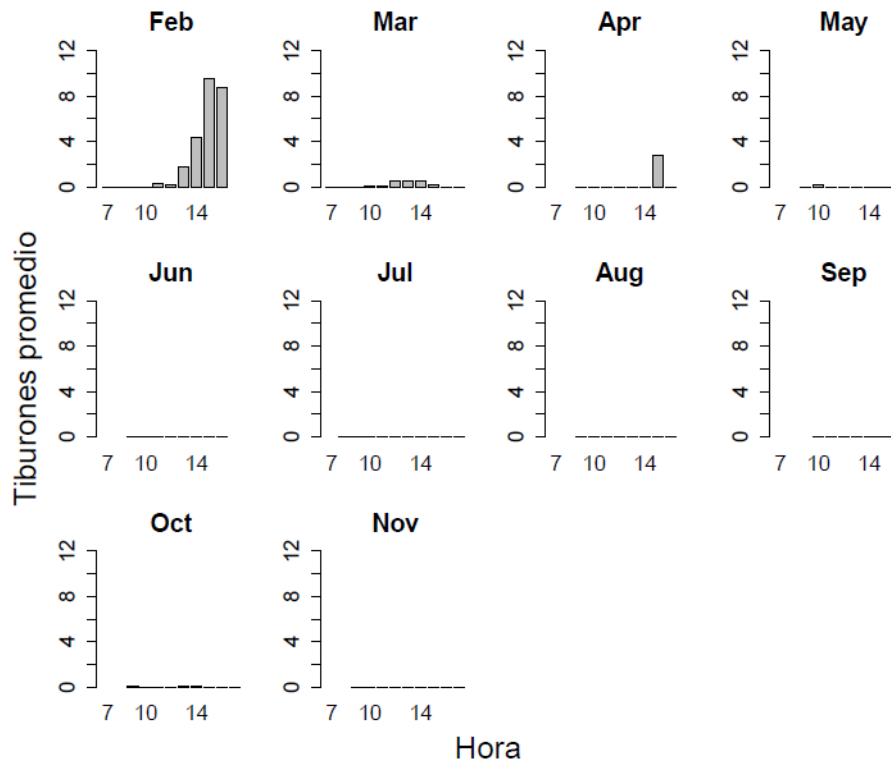 Feb Mar Apr May
12 12 12 12
8 8 8 8
4 4 4 4
0 0 0 0
7 10 14 7 10 14 7 10 14 7 10 14
Tiburones promedio
Jun Jul Aug Sep
12 12 12 12
8 8 8 8
4 4 4 4
0 0 0 0
7 10 14 7 10 14 7 10 14 7 10 14
Oct Nov
12 12
8 8
4 4
0 0
7 10 14 7 10 14
Hora